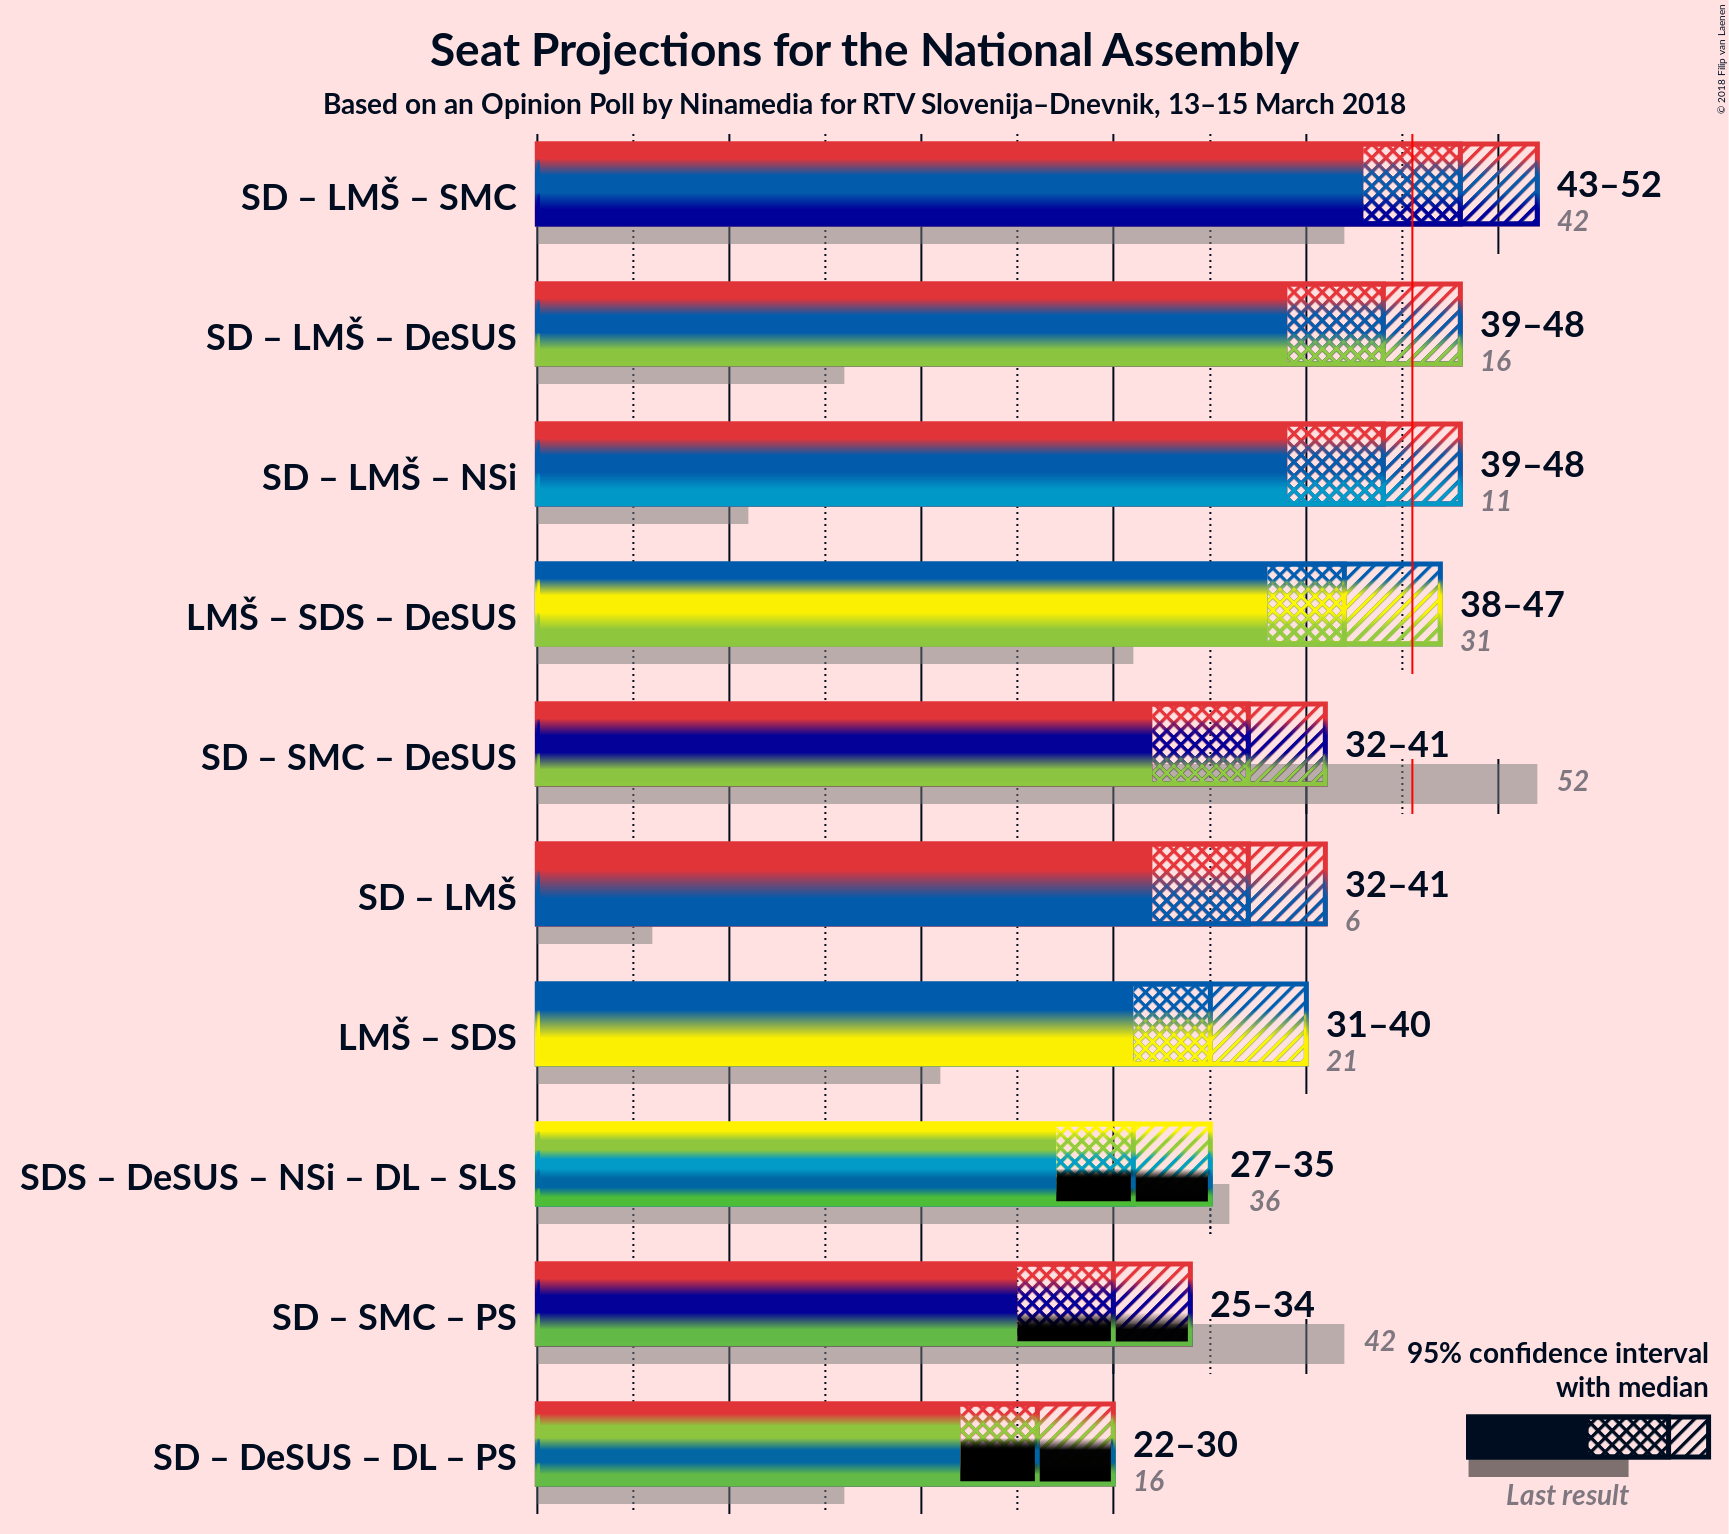 Seat Projections for the National Assembly
Based on an Opinion Poll by Ninamedia for RTV Slovenija–Dnevnik, 13–15 March 2018
© 2018 Filip van Laenen
SD – LMŠ – SMC
43–52
42
SD – LMŠ – DeSUS
39–48
16
SD – LMŠ – NSi
39–48
11
LMŠ – SDS – DeSUS
38–47
31
SD – SMC – DeSUS
32–41
52
SD – LMŠ
32–41
6
LMŠ – SDS
31–40
21
SDS – DeSUS – NSi – DL – SLS
27–35
36
SD – SMC – PS
25–34
42
SD – DeSUS – DL – PS
22–30
16
95% confidence interval
with median
Last result